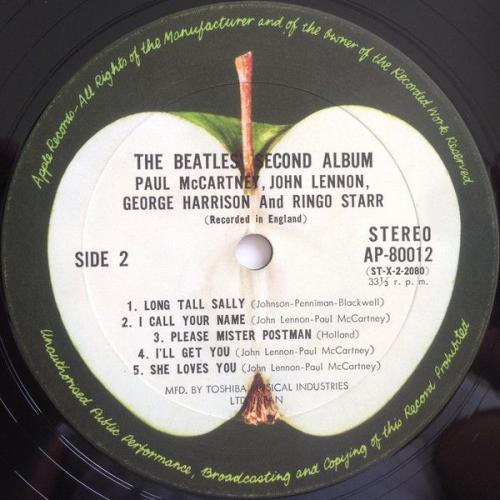 Apple Records-All Rights of the Manufacturer and of the Owner of the Recorded Work Reserved
THE BEATLES SECOND ALBUM
PAUL McCARTNEY, JOHN LENNON,
GEORGE HARRISON And RINGO STARR
(Recorded in England)
SIDE 2
STEREO
AP-80012
(ST-X-2-2080)
33⅓ r. p. m.
1. LONG TALL SALLY (Johnson-Penniman-Blackwell)
2. I CALL YOUR NAME (John Lennon-Paul McCartney)
3. PLEASE MISTER POSTMAN (Holland)
4. I'LL GET YOU (John Lennon-Paul McCartney)
5. SHE LOVES YOU (John Lennon-Paul McCartney)
MFD. BY TOSHIBA MUSICAL INDUSTRIES
LTD. JAPAN
Unauthorised Public Performance, Broadcasting and Copying of this Record Prohibited